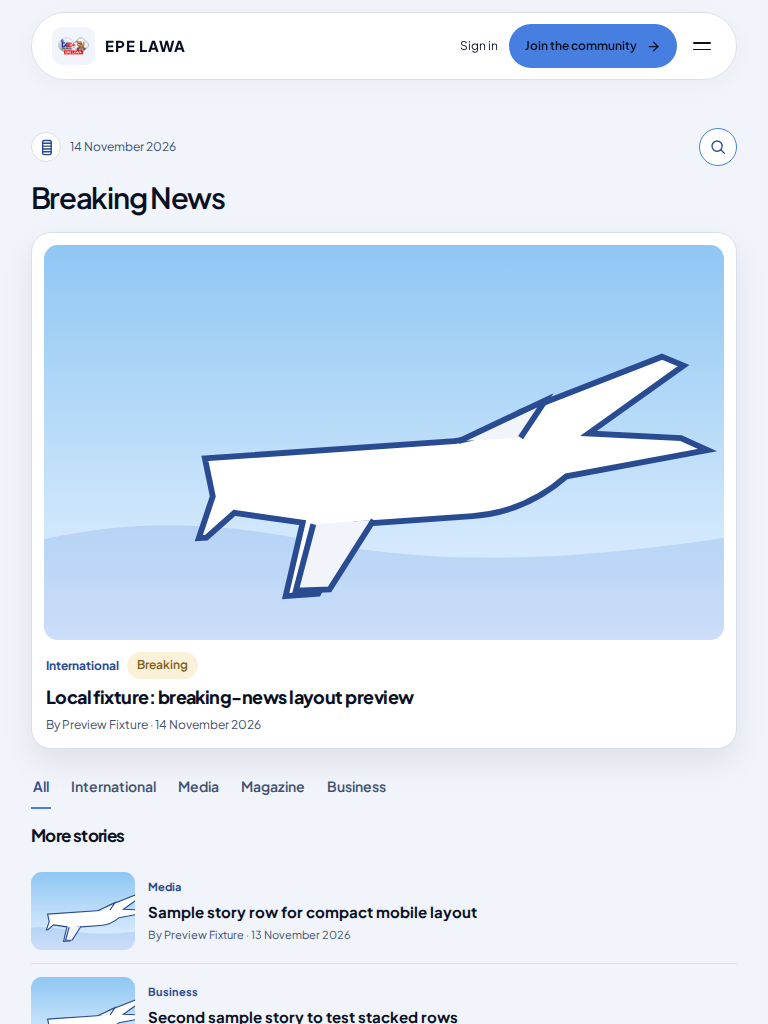 EPE LAWA
Sign in
Join the community
14 November 2026
Breaking News
International
Breaking
Local fixture: breaking-news layout preview
By Preview Fixture · 14 November 2026
All
International
Media
Magazine
Business
More stories
Media
Sample story row for compact mobile layout
By Preview Fixture · 13 November 2026
Business
Second sample story to test stacked rows